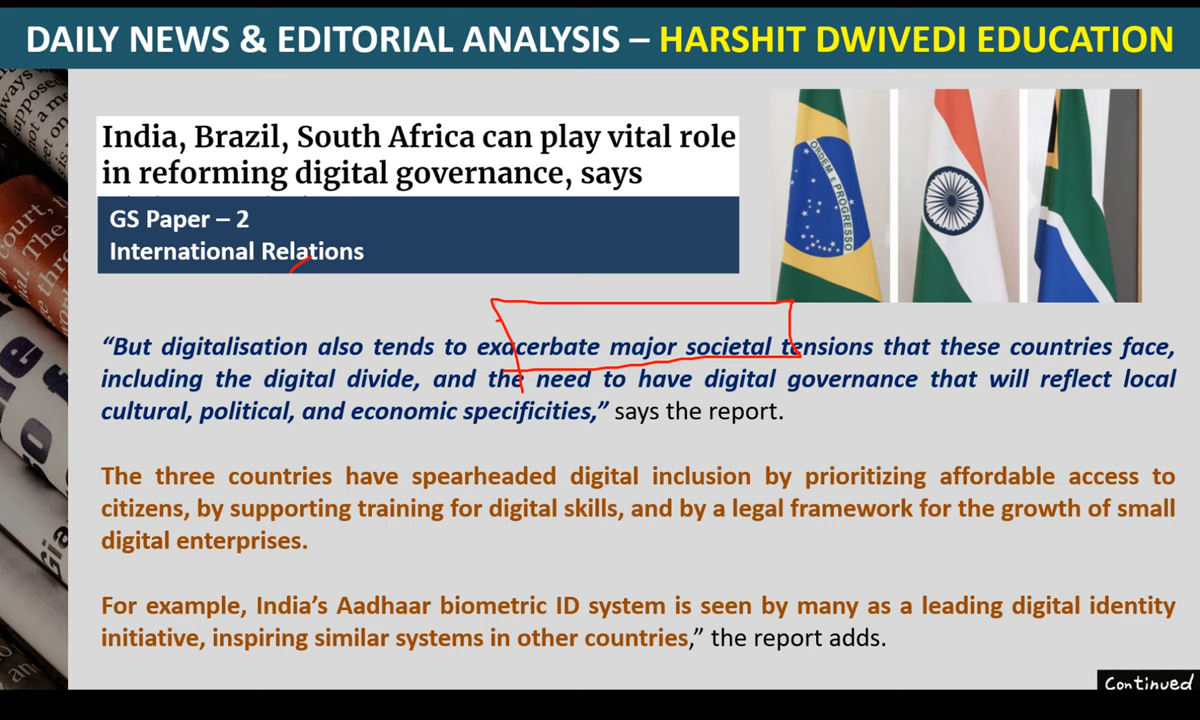 DAILY NEWS & EDITORIAL ANALYSIS – HARSHIT DWIVEDI EDUCATION
India, Brazil, South Africa can play vital role
in reforming digital governance, says
GS Paper – 2
International Relations
ORDEM E PROGRESSO
“But digitalisation also tends to exacerbate major societal tensions that these countries face,
including the digital divide, and the need to have digital governance that will reflect local
cultural, political, and economic specificities,” says the report.
The three countries have spearheaded digital inclusion by prioritizing affordable access to
citizens, by supporting training for digital skills, and by a legal framework for the growth of small
digital enterprises.
For example, India’s Aadhaar biometric ID system is seen by many as a leading digital identity
initiative, inspiring similar systems in other countries,” the report adds.
Continued